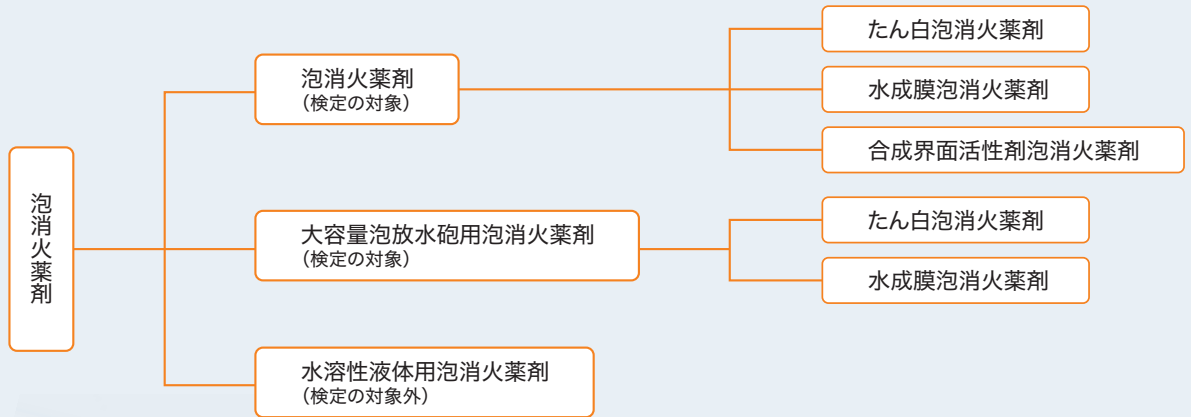 泡消火薬剤
泡消火薬剤
（検定の対象）
たん白泡消火薬剤
水成膜泡消火薬剤
合成界面活性剤泡消火薬剤
大容量泡放水砲用泡消火薬剤
（検定の対象）
たん白泡消火薬剤
水成膜泡消火薬剤
水溶性液体用泡消火薬剤
（検定の対象外）